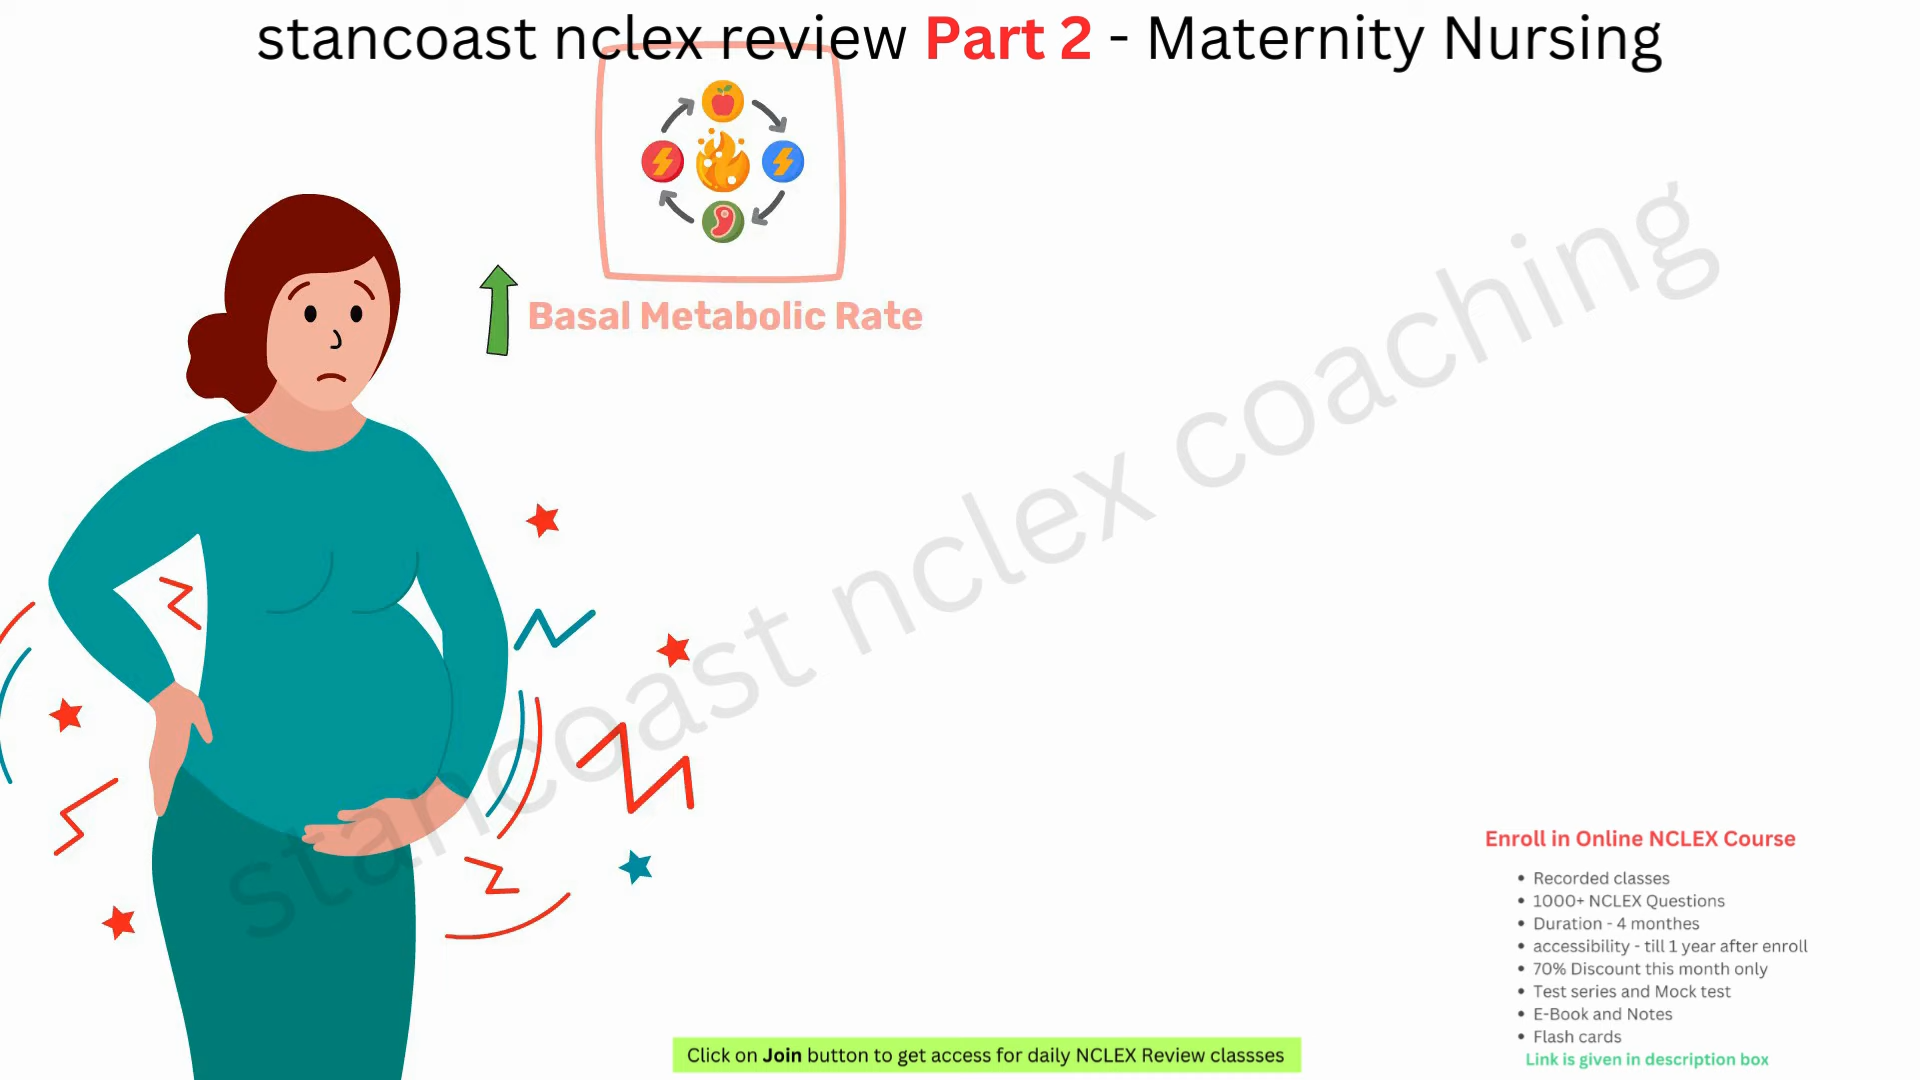 stancoast nclex review Part 2 - Maternity Nursing
Basal Metabolic Rate
stancoast nclex coaching
Enroll in Online NCLEX Course
• Recorded classes
• 1000+ NCLEX Questions
• Duration - 4 monthes
• accessibility - till 1 year after enroll
• 70% Discount this month only
• Test series and Mock test
• E-Book and Notes
• Flash cards
Link is given in description box
Click on Join button to get access for daily NCLEX Review classses